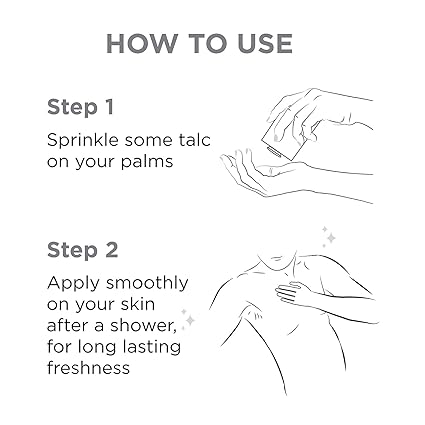 HOW TO USE
Step 1
Sprinkle some talc
on your palms
Step 2
Apply smoothly
on your skin
after a shower,
for long lasting
freshness